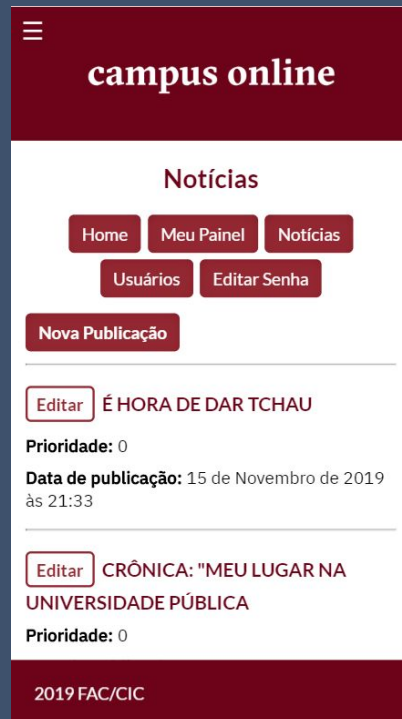 ☰
campus online
Notícias
Home Meu Painel Notícias
Usuários Editar Senha
Nova Publicação
Editar É HORA DE DAR TCHAU
Prioridade: 0
Data de publicação: 15 de Novembro de 2019
às 21:33
Editar CRÔNICA: "MEU LUGAR NA
UNIVERSIDADE PÚBLICA
Prioridade: 0
2019 FAC/CIC